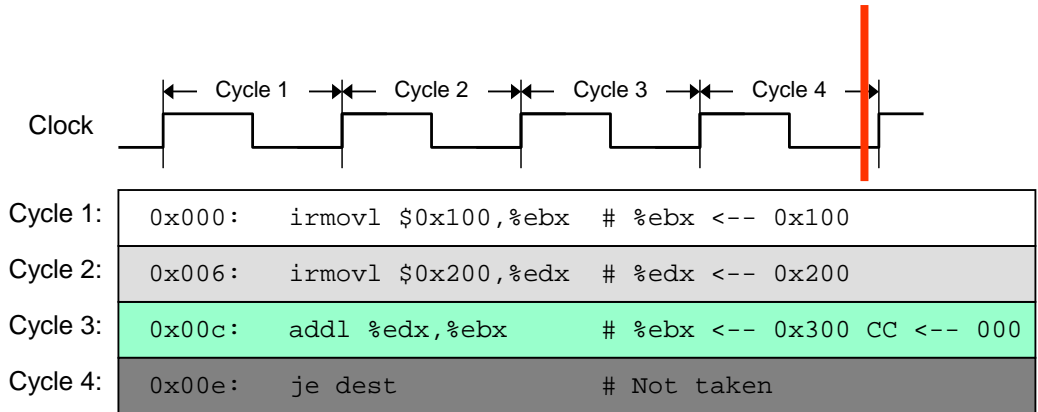 Cycle 1 Cycle 2 Cycle 3 Cycle 4
Clock
Cycle 1: 0x000: irmovl $0x100,%ebx # %ebx <-- 0x100
Cycle 2: 0x006: irmovl $0x200,%edx # %edx <-- 0x200
Cycle 3: 0x00c: addl %edx,%ebx # %ebx <-- 0x300 CC <-- 000
Cycle 4: 0x00e: je dest # Not taken